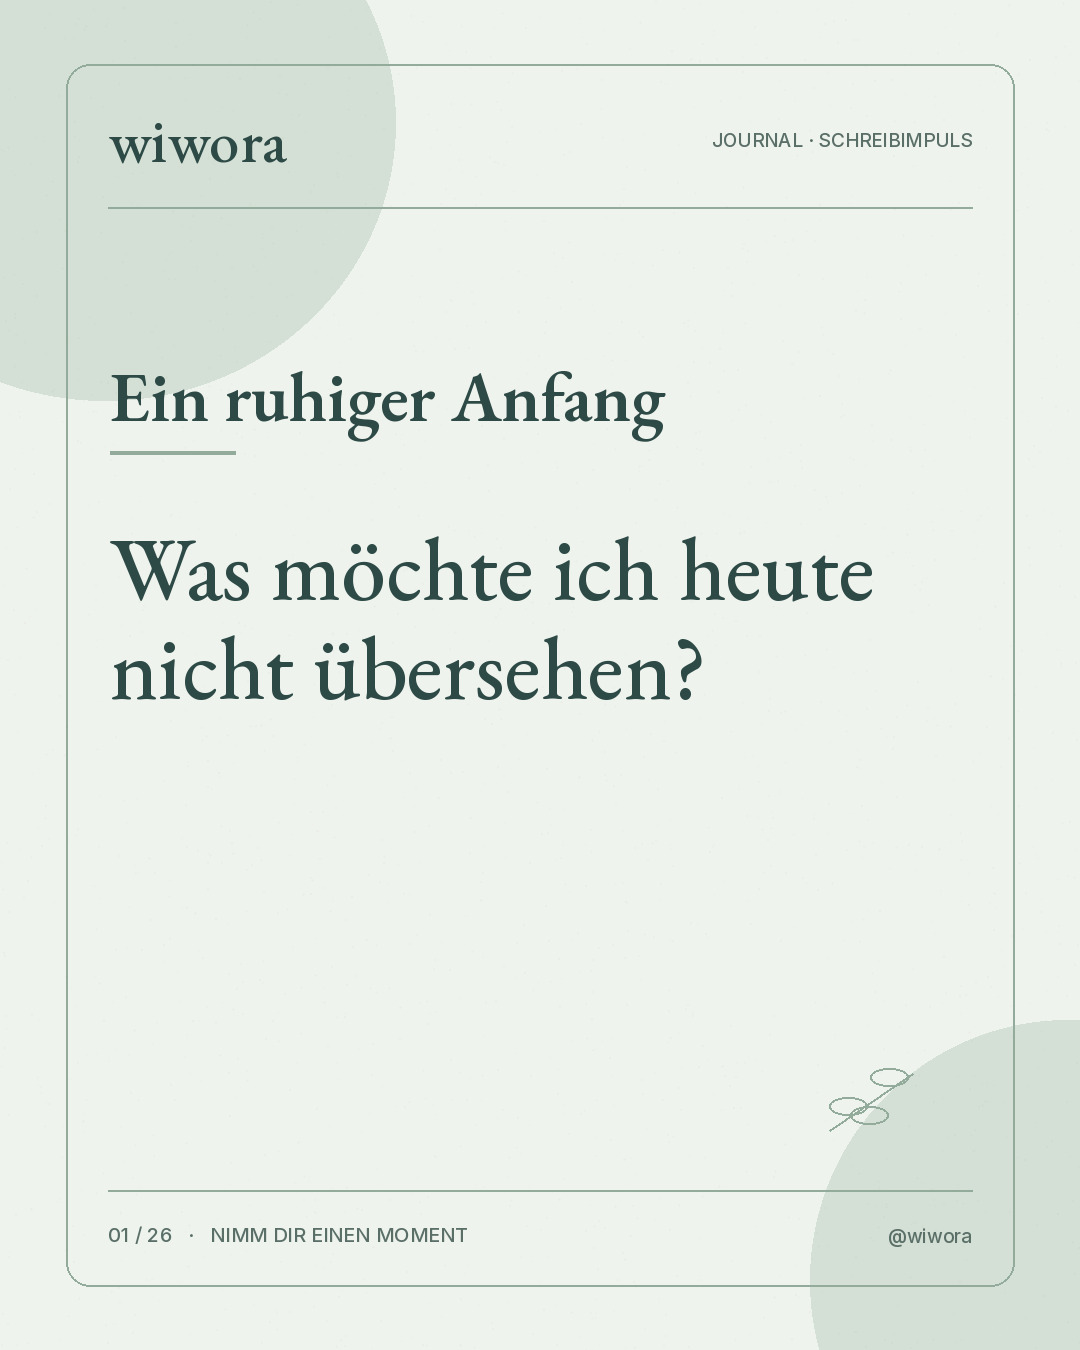 wiwora
JOURNAL · SCHREIBIMPULS
Ein ruhiger Anfang
Was möchte ich heute
nicht übersehen?
01 / 26 · NIMM DIR EINEN MOMENT
@wiwora